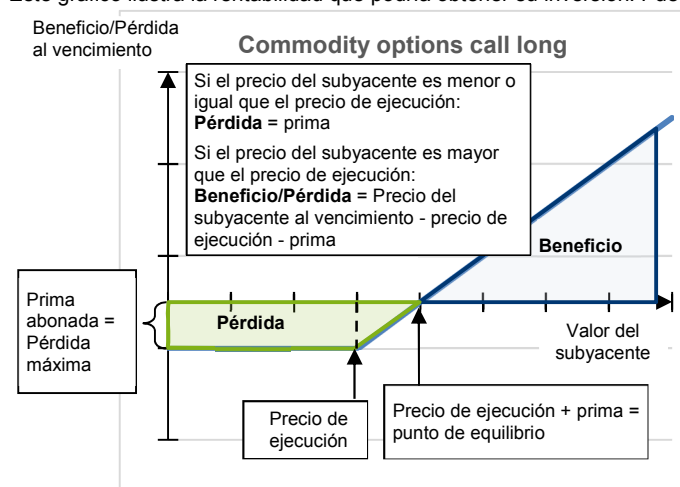 Beneficio/Pérdida
al vencimiento
Commodity options call long
Si el precio del subyacente es menor o
igual que el precio de ejecución:
Pérdida = prima
Si el precio del subyacente es mayor
que el precio de ejecución:
Beneficio/Pérdida = Precio del
subyacente al vencimiento - precio de
ejecución - prima
Beneficio
Prima
abonada =
Pérdida
máxima
Pérdida
Valor del
subyacente
Precio de
ejecución
Precio de ejecución + prima =
punto de equilibrio